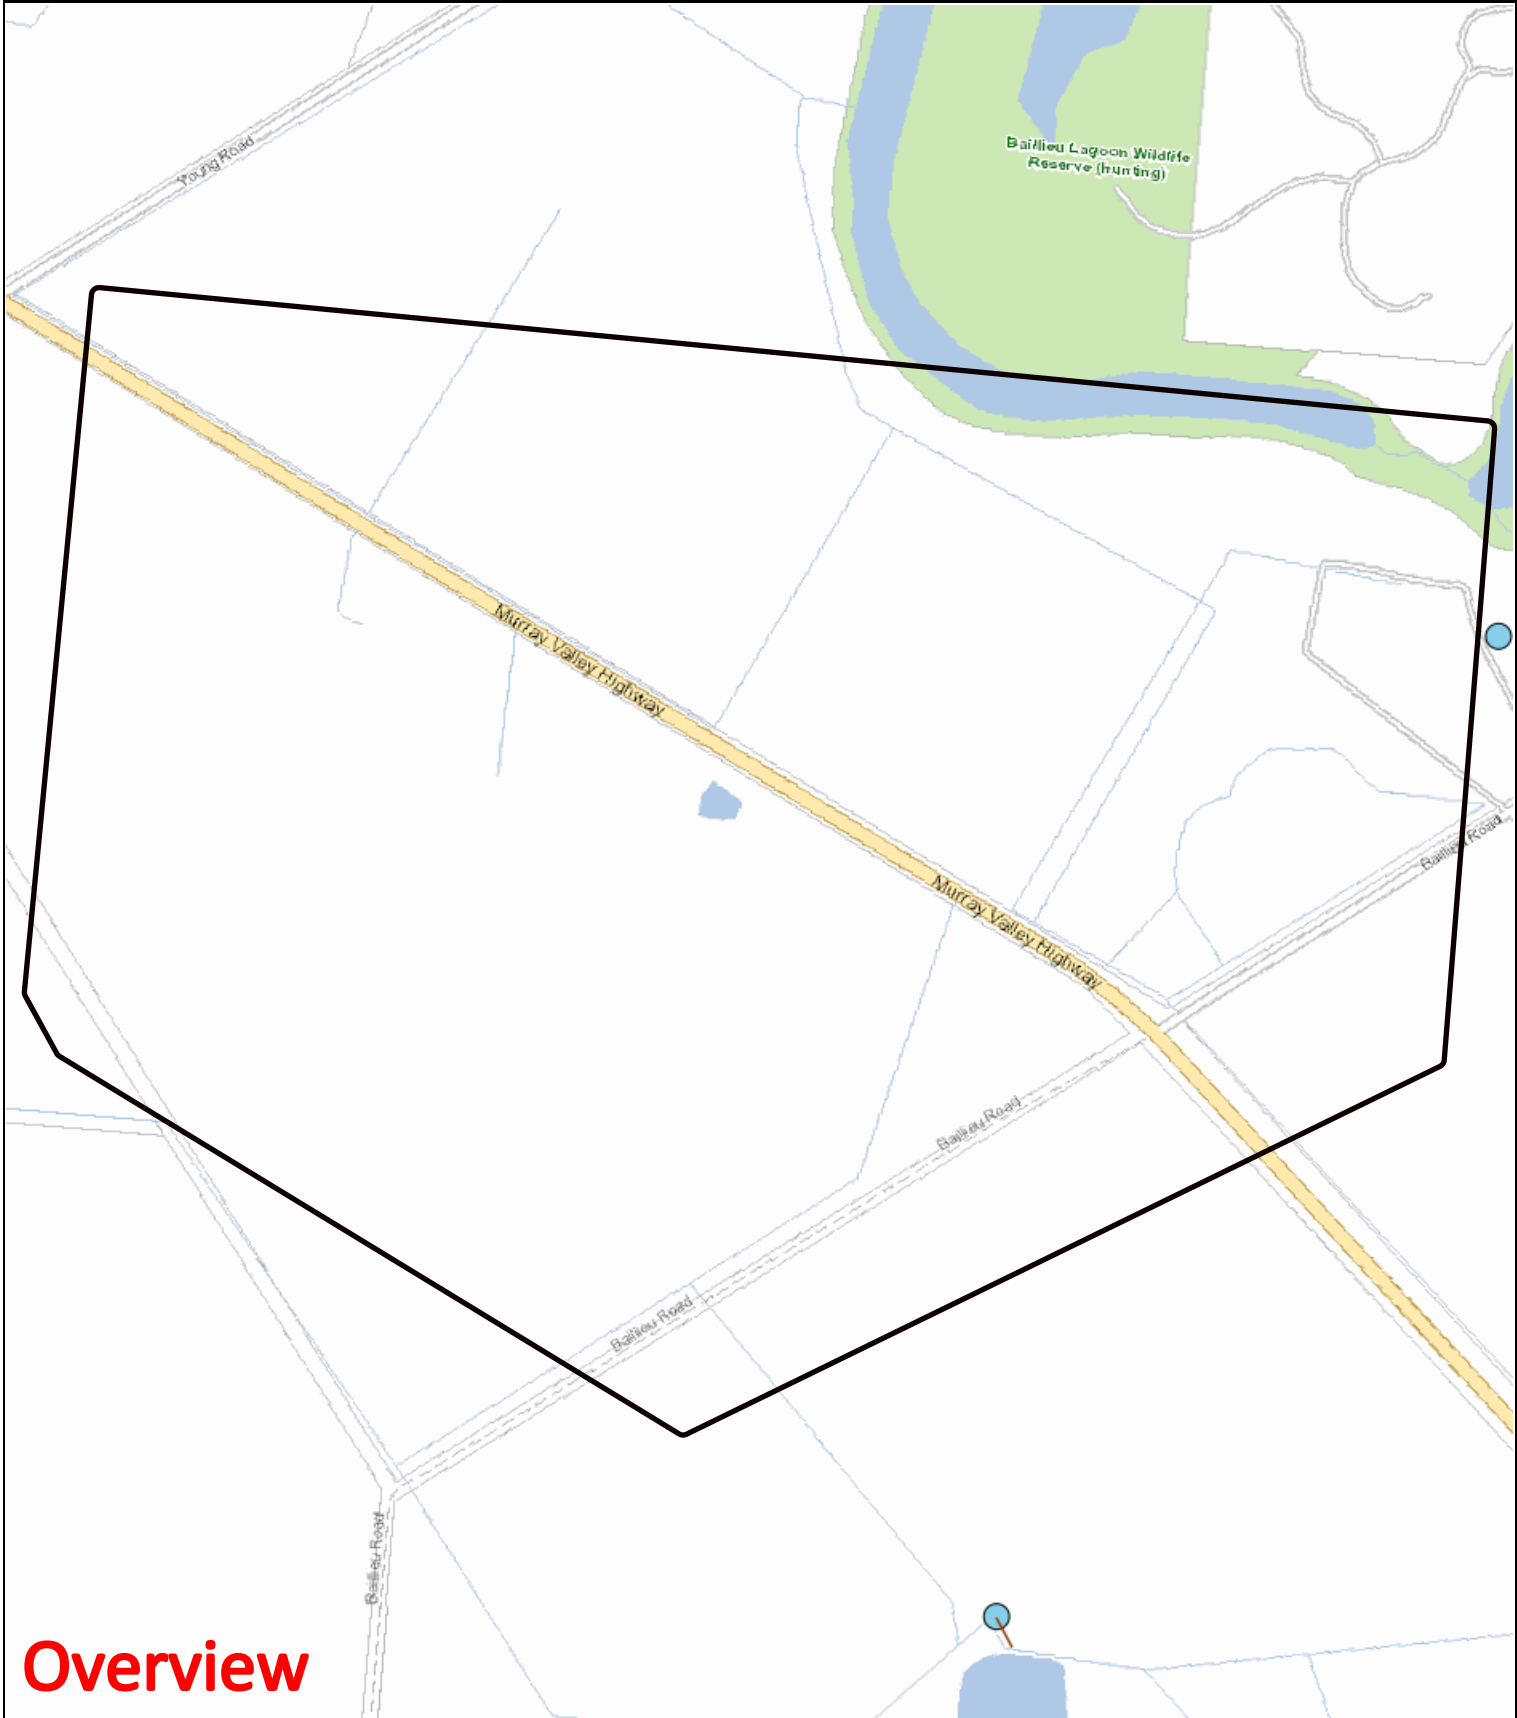 Young Road
Baillieu Lagoon Wildlife
Reserve (hunting)
Murray Valley Highway
Murray Valley Highway
Baillieu Road
Baillieu Road
Baillieu Road
Baillieu Road
Overview